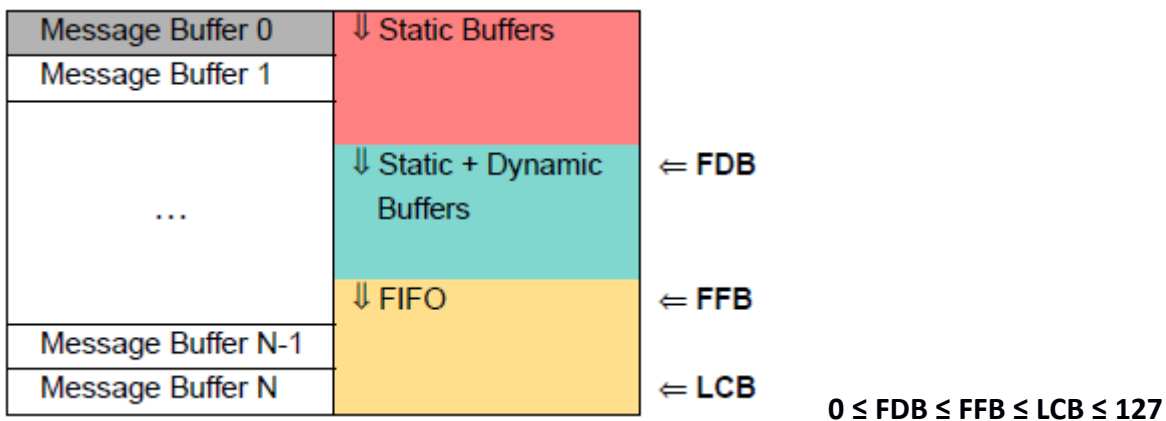 Message Buffer 0 ⇓ Static Buffers
Message Buffer 1
⇓ Static + Dynamic ⇐ FDB
... Buffers
⇓ FIFO ⇐ FFB
Message Buffer N-1
Message Buffer N ⇐ LCB
0 ≤ FDB ≤ FFB ≤ LCB ≤ 127